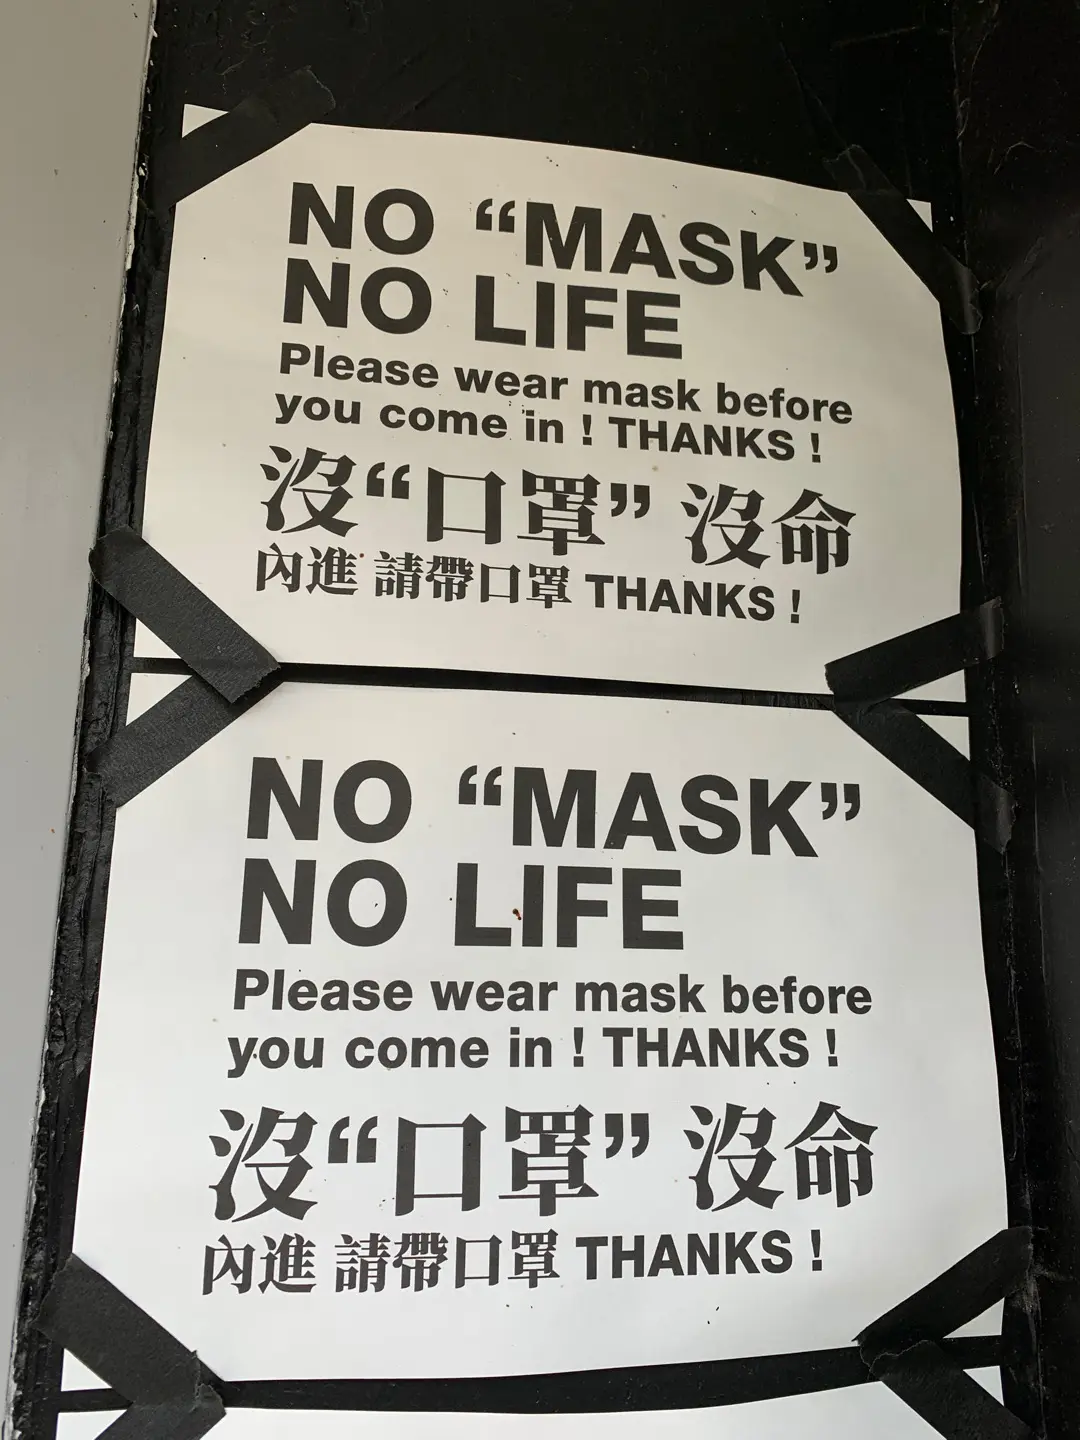 NO “MASK”
NO LIFE
Please wear mask before
you come in ! THANKS !
沒“口罩” 沒命
內進 請帶口罩 THANKS !
NO “MASK”
NO LIFE
Please wear mask before
you come in ! THANKS !
沒“口罩” 沒命
內進 請帶口罩 THANKS !